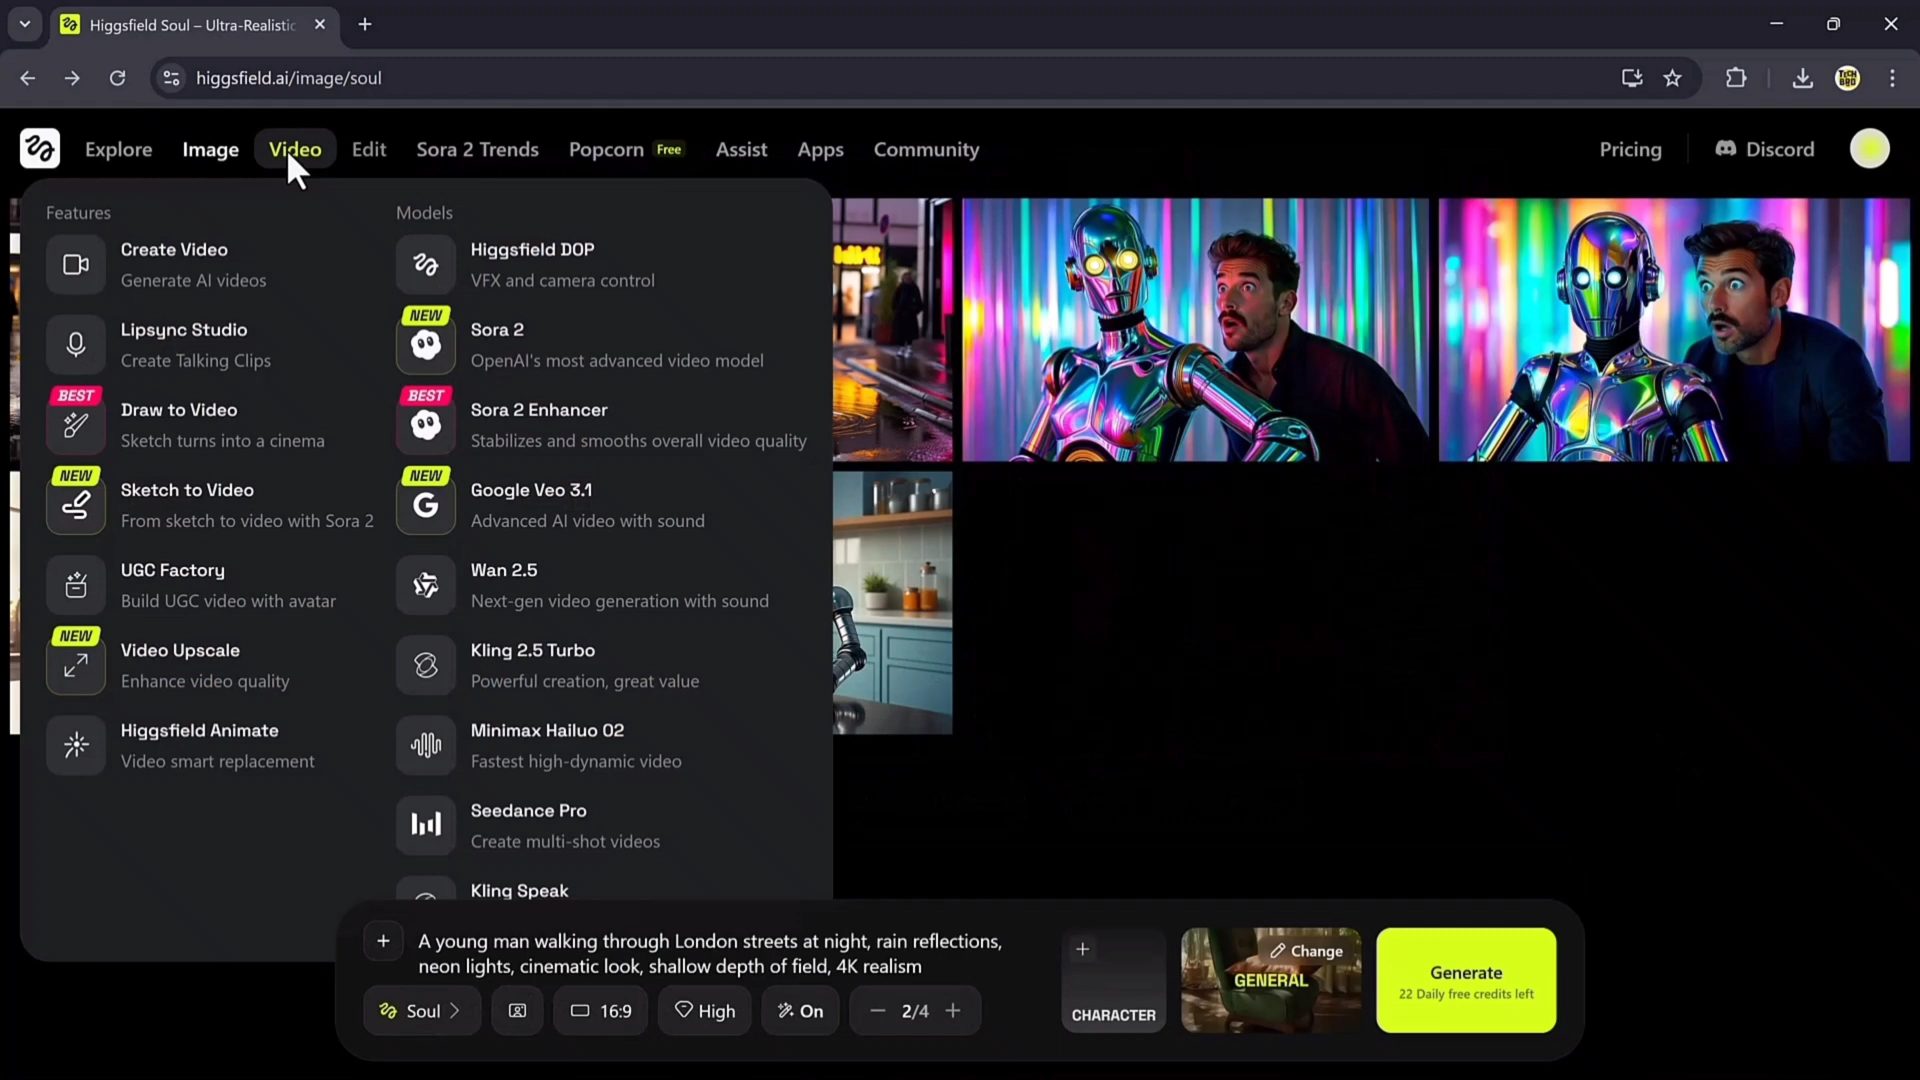 Higgsfield Soul – Ultra-Realistic
higgsfield.ai/image/soul
TECH BRO
Explore
Image
Video
Edit
Sora 2 Trends
Popcorn Free
Assist
Apps
Community
Pricing
Discord
Features
Create Video
Generate AI videos
Lipsync Studio
Create Talking Clips
BEST
Draw to Video
Sketch turns into a cinema
NEW
Sketch to Video
From sketch to video with Sora 2
UGC Factory
Build UGC video with avatar
NEW
Video Upscale
Enhance video quality
Higgsfield Animate
Video smart replacement
Models
Higgsfield DOP
VFX and camera control
NEW
Sora 2
OpenAI's most advanced video model
BEST
Sora 2 Enhancer
Stabilizes and smooths overall video quality
NEW
Google Veo 3.1
Advanced AI video with sound
Wan 2.5
Next-gen video generation with sound
Kling 2.5 Turbo
Powerful creation, great value
Minimax Hailuo 02
Fastest high-dynamic video
Seedance Pro
Create multi-shot videos
Kling Speak
A young man walking through London streets at night, rain reflections,
neon lights, cinematic look, shallow depth of field, 4K realism
Soul
16:9
High
On
2/4
CHARACTER
Change
GENERAL
Generate
22 Daily free credits left